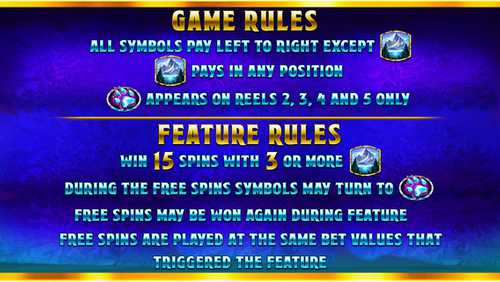 GAME RULES
ALL SYMBOLS PAY LEFT TO RIGHT EXCEPT
PAYS IN ANY POSITION
APPEARS ON REELS 2, 3, 4 AND 5 ONLY
FEATURE RULES
WIN 15 SPINS WITH 3 OR MORE
DURING THE FREE SPINS SYMBOLS MAY TURN TO
FREE SPINS MAY BE WON AGAIN DURING FEATURE
FREE SPINS ARE PLAYED AT THE SAME BET VALUES THAT
TRIGGERED THE FEATURE